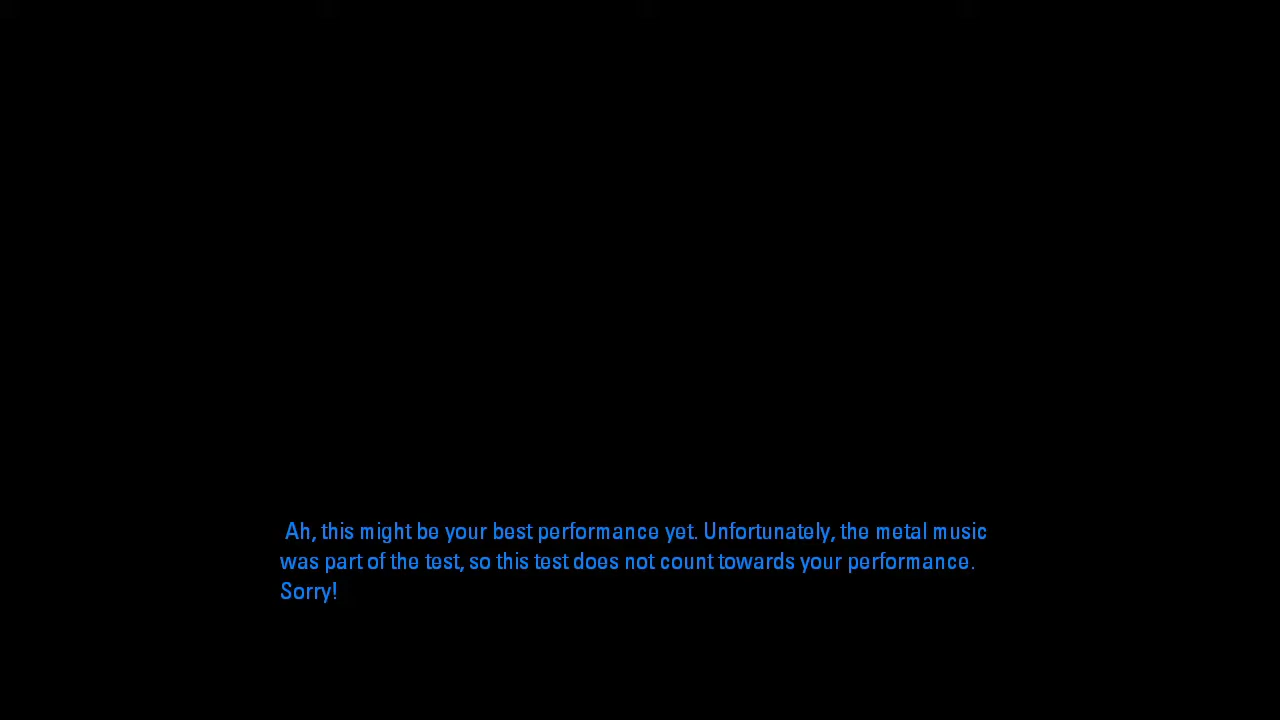 Ah, this might be your best performance yet. Unfortunately, the metal music
was part of the test, so this test does not count towards your performance.
Sorry!